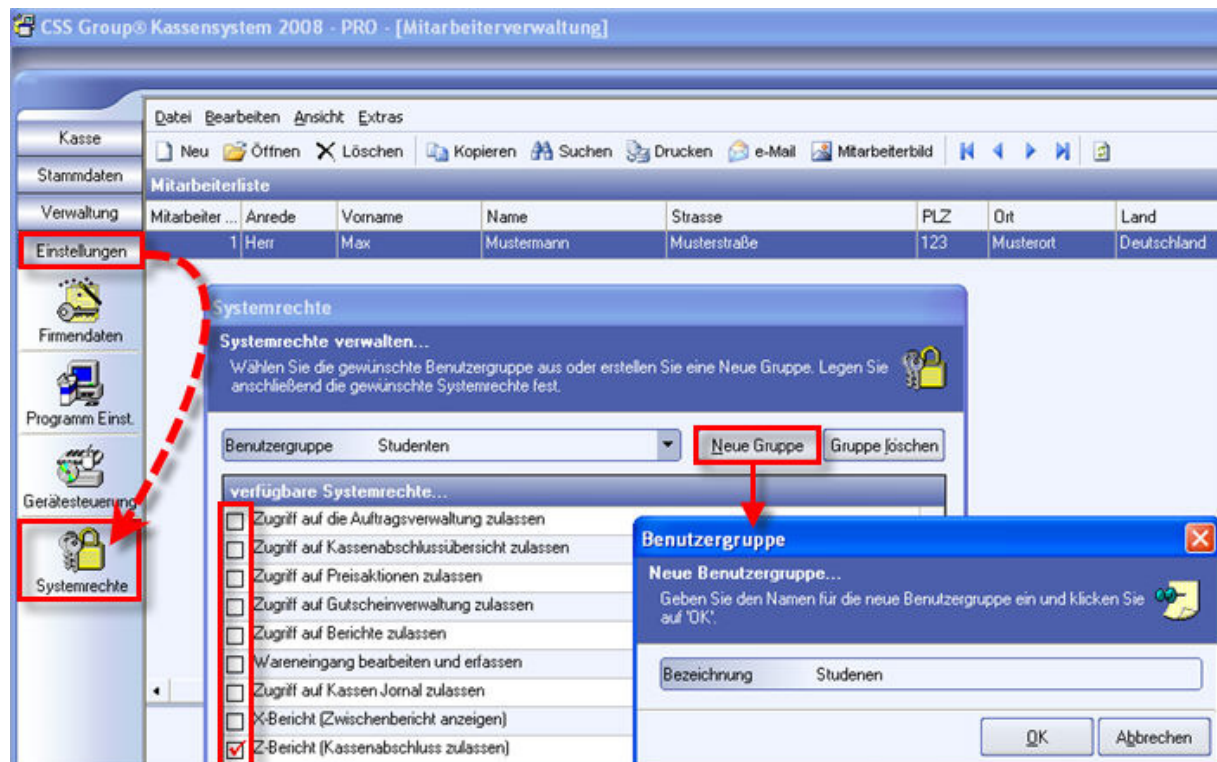 CSS Group® Kassensystem 2008 - PRO - [Mitarbeiterverwaltung]
Datei Bearbeiten Ansicht Extras
Neu Öffnen Löschen Kopieren Suchen Drucken e-Mail Mitarbeiterbild
Kasse
Stammdaten
Verwaltung
Einstellungen
Firmendaten
Programm Einst.
Gerätesteuerung
Systemrechte
Mitarbeiterliste
Mitarbeiter ... Anrede Vorname Name Strasse PLZ Ort Land
1 Herr Max Mustermann Musterstraße 123 Musterort Deutschland
Systemrechte
Systemrechte verwalten...
Wählen Sie die gewünschte Benutzergruppe aus oder erstellen Sie eine Neue Gruppe. Legen Sie
anschließend die gewünschte Systemrechte fest.
Benutzergruppe Studenten Neue Gruppe Gruppe löschen
verfügbare Systemrechte...
Zugriff auf die Auftragsverwaltung zulassen
Zugriff auf Kassenabschlussübersicht zulassen
Zugriff auf Preisaktionen zulassen
Zugriff auf Gutscheinverwaltung zulassen
Zugriff auf Berichte zulassen
Wareneingang bearbeiten und erfassen
Zugriff auf Kassen Jornal zulassen
X-Bericht (Zwischenbericht anzeigen)
Z-Bericht (Kassenabschluss zulassen)
Benutzergruppe
Neue Benutzergruppe...
Geben Sie den Namen für die neue Benutzergruppe ein und klicken Sie
auf 'OK'.
Bezeichnung Studenen
OK Abbrechen